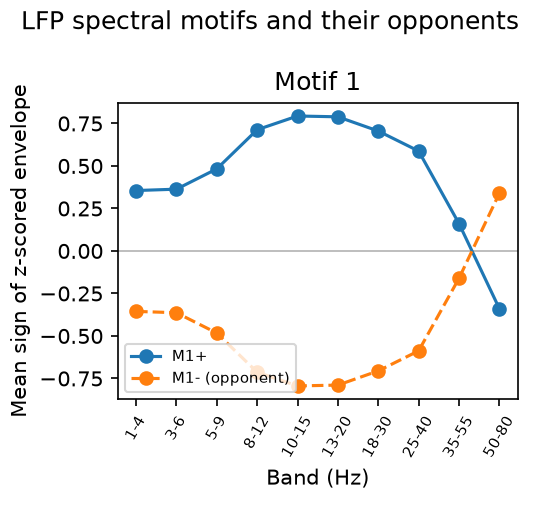 LFP spectral motifs and their opponents
Motif 1
Mean sign of z-scored envelope
0.75
0.50
0.25
0.00
−0.25
−0.50
−0.75
M1+
M1- (opponent)
1-4
3-6
5-9
8-12
10-15
13-20
18-30
25-40
35-55
50-80
Band (Hz)